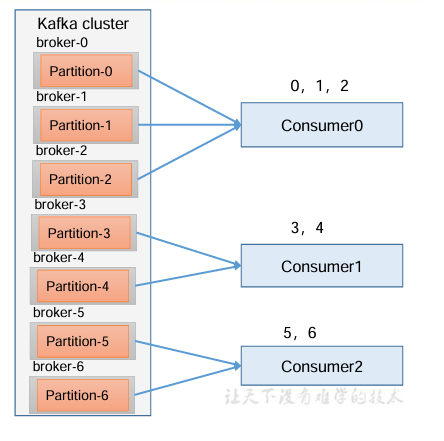 Kafka cluster
broker-0
Partition-0
broker-1
Partition-1
broker-2
Partition-2
broker-3
Partition-3
broker-4
Partition-4
broker-5
Partition-5
broker-6
Partition-6
0, 1, 2
Consumer0
3, 4
Consumer1
5, 6
Consumer2
让天下没有难学的技术